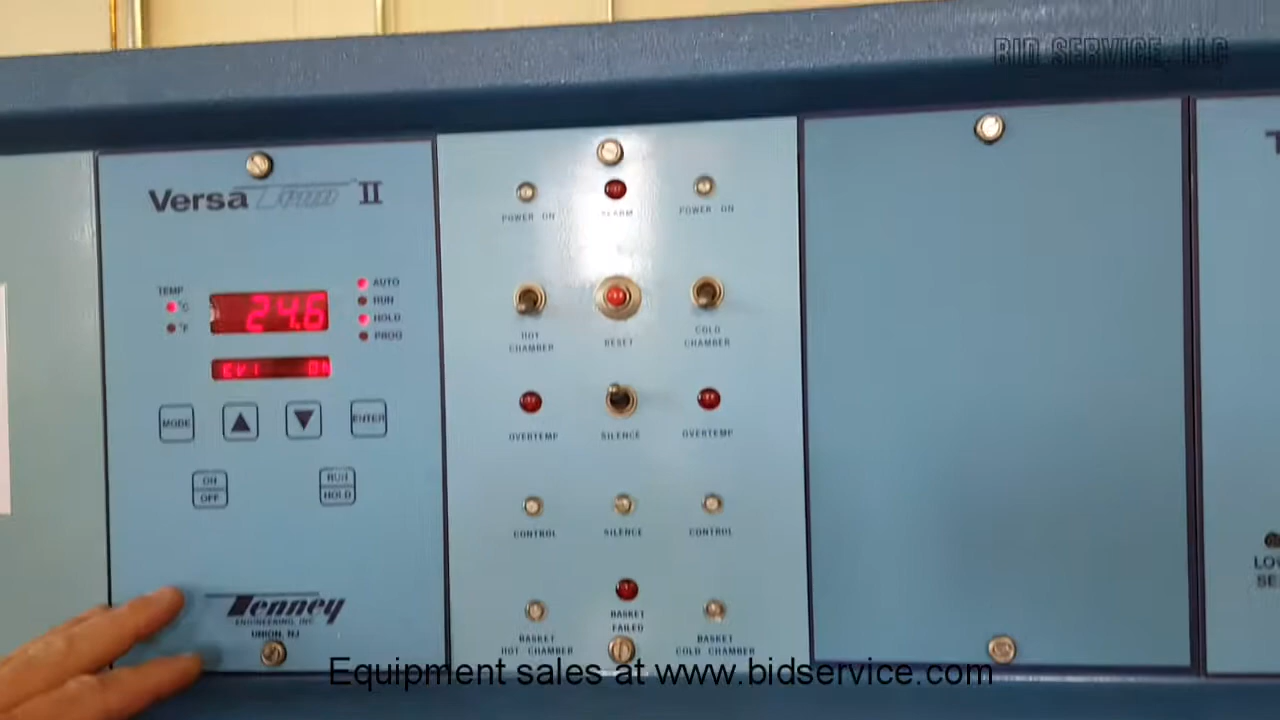 BID SERVICE, LLC
Versa Tenn II
TEMP
°C
°F
24.6
AUTO
RUN
HOLD
PROG
MODE
ENTER
ON
OFF
RUN
HOLD
Tenney
ENGINEERING, INC.
UNION, NJ
POWER ON
ALARM
POWER ON
HOT
CHAMBER
RESET
COLD
CHAMBER
OVERTEMP
SILENCE
OVERTEMP
CONTROL
SILENCE
CONTROL
BASKET
FAILED
BASKET
HOT CHAMBER
BASKET
COLD CHAMBER
Equipment sales at www.bidservice.com